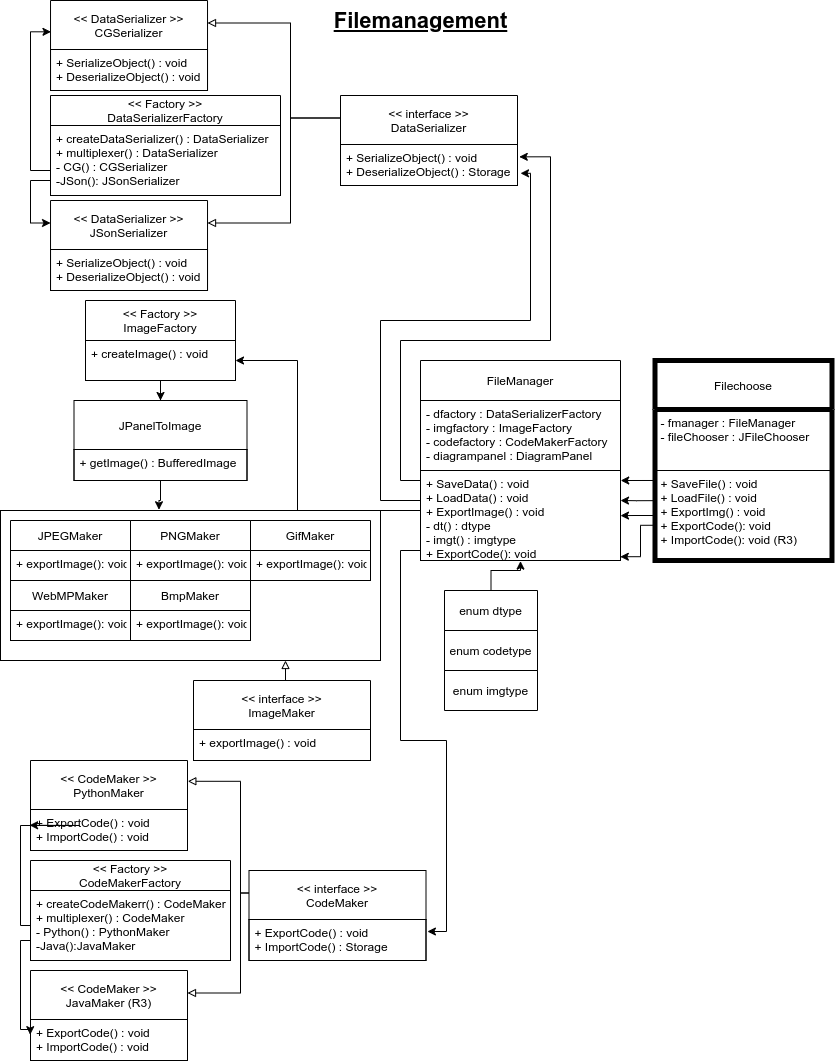 Filemanagement
<< DataSerializer >>
CGSerializer
+ SerializeObject() : void
+ DeserializeObject() : void
<< Factory >>
DataSerializerFactory
+ createDataSerializer() : DataSerializer
+ multiplexer() : DataSerializer
- CG() : CGSerializer
-JSon(): JSonSerializer
<< DataSerializer >>
JSonSerializer
+ SerializeObject() : void
+ DeserializeObject() : void
<< interface >>
DataSerializer
+ SerializeObject() : void
+ DeserializeObject() : Storage
<< Factory >>
ImageFactory
+ createImage() : void
JPanelToImage
+ getImage() : BufferedImage
JPEGMaker
+ exportImage(): voic
PNGMaker
+ exportImage(): voic
GifMaker
+ exportImage(): voic
WebMPMaker
+ exportImage(): voic
BmpMaker
+ exportImage(): voic
<< interface >>
ImageMaker
+ exportImage() : void
FileManager
- dfactory : DataSerializerFactory
- imgfactory : ImageFactory
- codefactory : CodeMakerFactory
- diagrampanel : DiagramPanel
+ SaveData() : void
+ LoadData() : void
+ ExportImage() : void
- dt() : dtype
- imgt() : imgtype
+ ExportCode(): void
Filechoose
- fmanager : FileManager
- fileChooser : JFileChooser
+ SaveFile() : void
+ LoadFile() : void
+ ExportImg() : void
+ ExportCode(): void
+ ImportCode(): void (R3)
enum dtype
enum codetype
enum imgtype
<< CodeMaker >>
PythonMaker
+ ExportCode() : void
+ ImportCode() : void
<< Factory >>
CodeMakerFactory
+ createCodeMakerr() : CodeMaker
+ multiplexer() : CodeMaker
- Python() : PythonMaker
-Java():JavaMaker
<< CodeMaker >>
JavaMaker (R3)
+ ExportCode() : void
+ ImportCode() : void
<< interface >>
CodeMaker
+ ExportCode() : void
+ ImportCode() : Storage